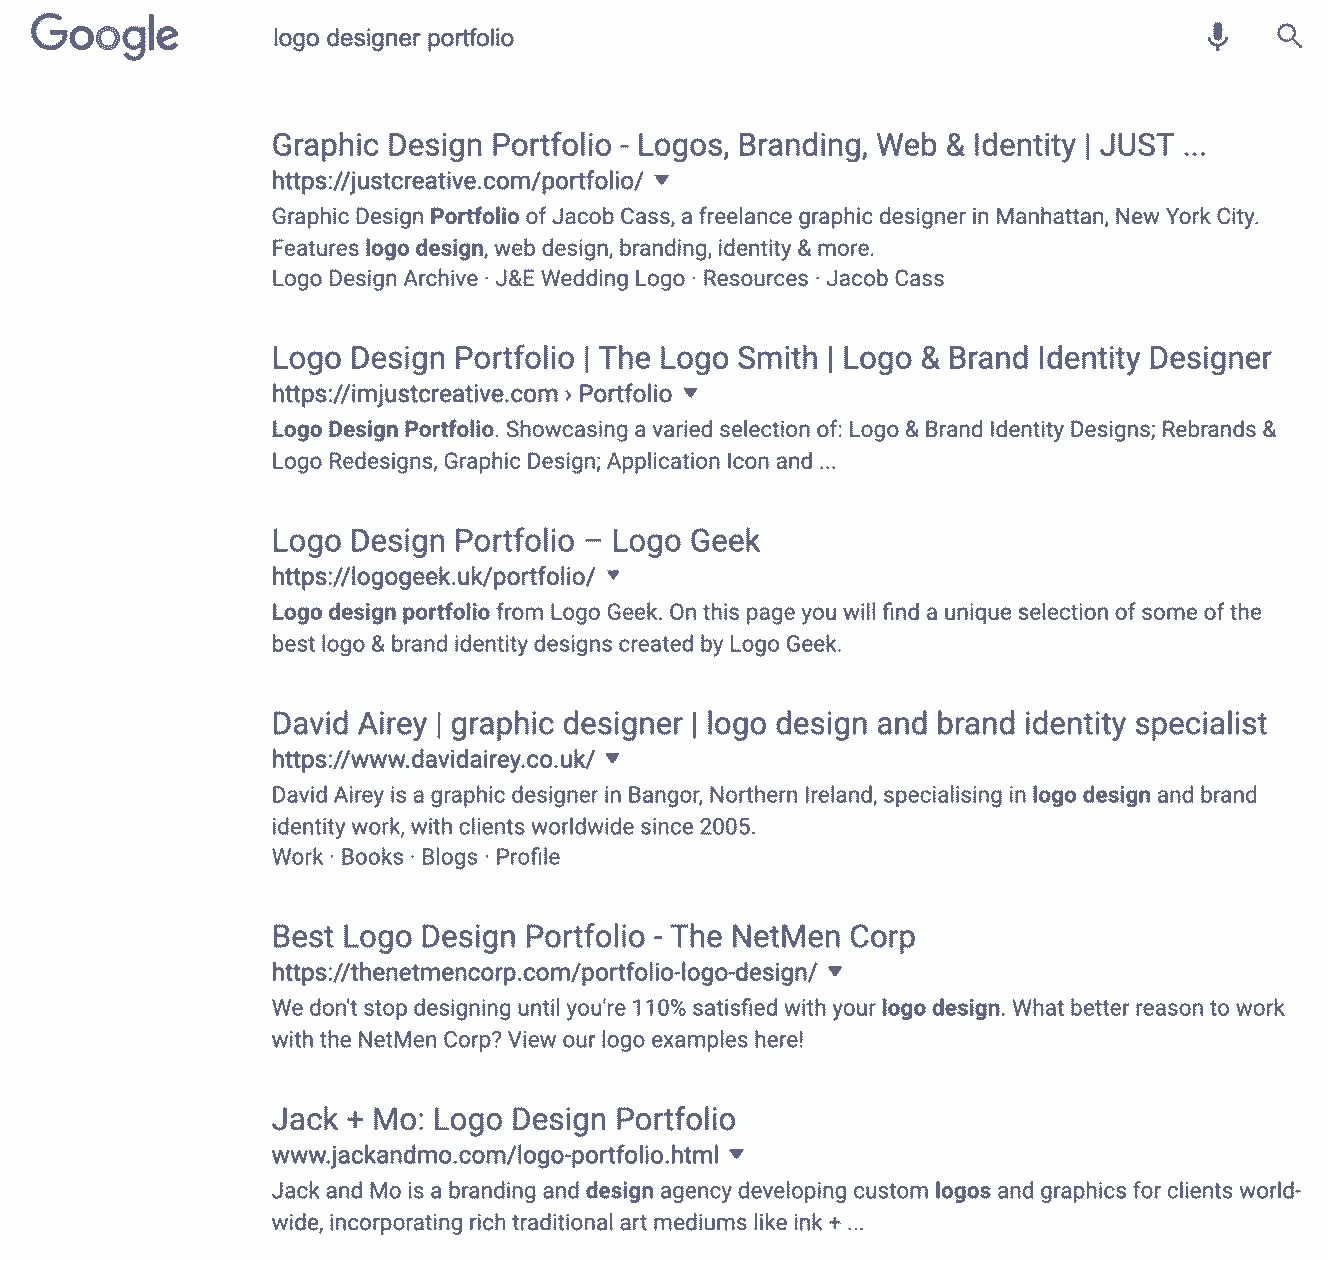 Google
logo designer portfolio
Graphic Design Portfolio - Logos, Branding, Web & Identity | JUST ...
https://justcreative.com/portfolio/
Graphic Design Portfolio of Jacob Cass, a freelance graphic designer in Manhattan, New York City.
Features logo design, web design, branding, identity & more.
Logo Design Archive · J&E Wedding Logo · Resources · Jacob Cass
Logo Design Portfolio | The Logo Smith | Logo & Brand Identity Designer
https://imjustcreative.com › Portfolio
Logo Design Portfolio. Showcasing a varied selection of: Logo & Brand Identity Designs; Rebrands &
Logo Redesigns, Graphic Design; Application Icon and ...
Logo Design Portfolio – Logo Geek
https://logogeek.uk/portfolio/
Logo design portfolio from Logo Geek. On this page you will find a unique selection of some of the
best logo & brand identity designs created by Logo Geek.
David Airey | graphic designer | logo design and brand identity specialist
https://www.davidairey.co.uk/
David Airey is a graphic designer in Bangor, Northern Ireland, specialising in logo design and brand
identity work, with clients worldwide since 2005.
Work · Books · Blogs · Profile
Best Logo Design Portfolio - The NetMen Corp
https://thenetmencorp.com/portfolio-logo-design/
We don't stop designing until you're 110% satisfied with your logo design. What better reason to work
with the NetMen Corp? View our logo examples here!
Jack + Mo: Logo Design Portfolio
www.jackandmo.com/logo-portfolio.html
Jack and Mo is a branding and design agency developing custom logos and graphics for clients world-
wide, incorporating rich traditional art mediums like ink + ...